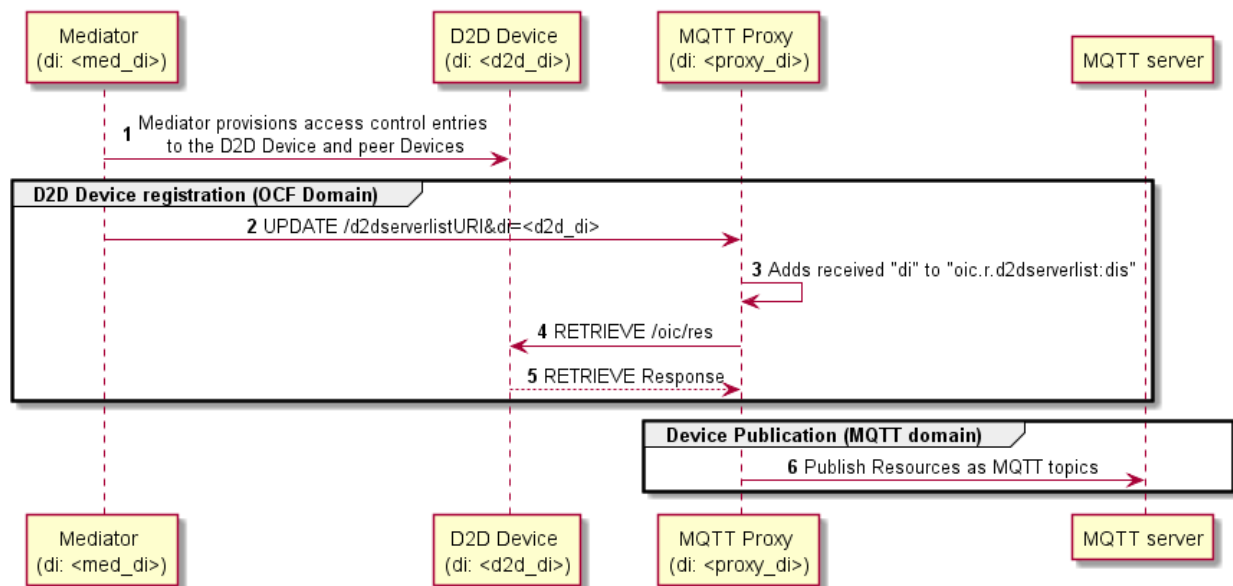 Mediator
(di: <med_di>)
D2D Device
(di: <d2d_di>)
MQTT Proxy
(di: <proxy_di>)
MQTT server
1 Mediator provisions access control entries
to the D2D Device and peer Devices
D2D Device registration (OCF Domain)
2 UPDATE /d2dserverlistURI&di=<d2d_di>
3 Adds received "di" to "oic.r.d2dserverlist:dis"
4 RETRIEVE /oic/res
5 RETRIEVE Response
Device Publication (MQTT domain)
6 Publish Resources as MQTT topics
Mediator
(di: <med_di>)
D2D Device
(di: <d2d_di>)
MQTT Proxy
(di: <proxy_di>)
MQTT server